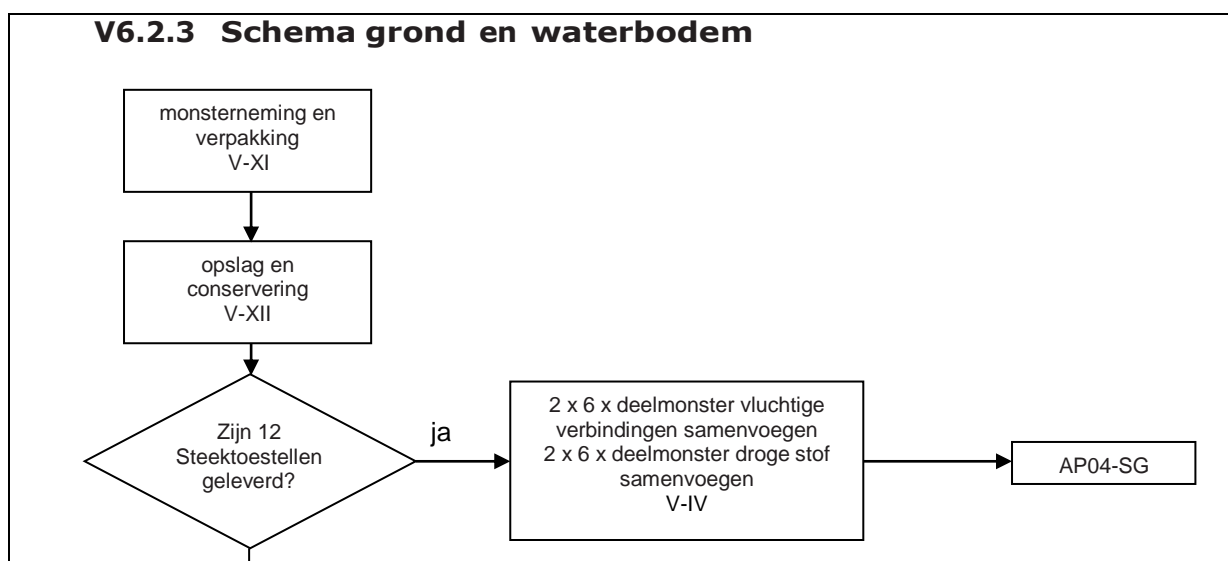 V6.2.3 Schema grond en waterbodem
monsterneming en
verpakking
V-XI
opslag en
conservering
V-XII
Zijn 12
Steektoestellen
geleverd?
ja
2 x 6 x deelmonster vluchtige
verbindingen samenvoegen
2 x 6 x deelmonster droge stof
samenvoegen
V-IV
AP04-SG